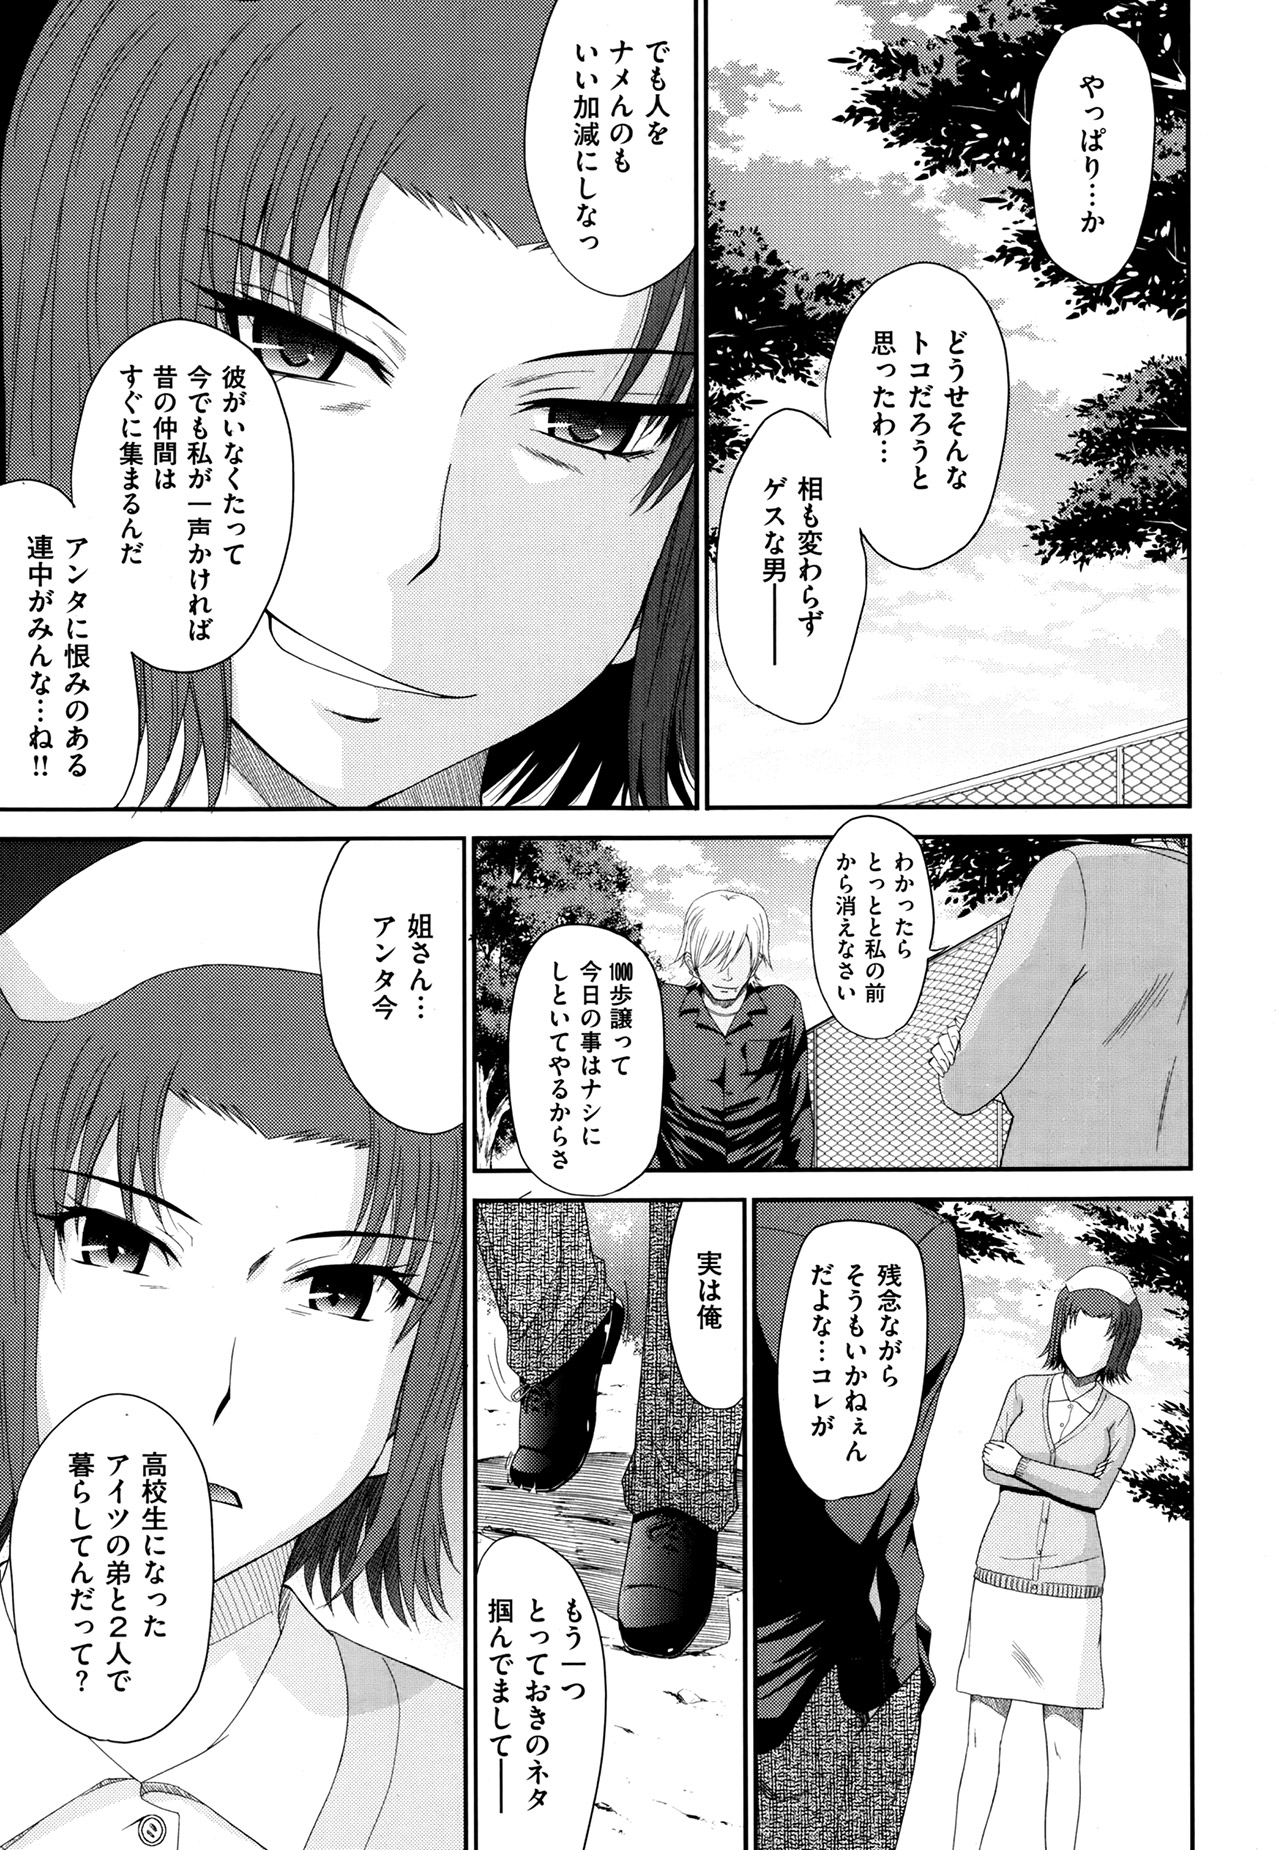 やっぱり…か
どうせそんな
トコだろうと
思ったわ…
相も変わらず
ゲスな男━━
でも人を
ナメんのも
いい加減にしなっ
彼がいなくたって
今でも私が一声かければ
昔の仲間は
すぐに集まるんだ
アンタに恨みのある
連中がみんな…ね!!
わかったら
とっとと私の前
から消えなさい
1000歩譲って
今日の事はナシに
しといてやるからさ
残念ながら
そうもいかねぇん
だよな…コレが
実は俺
もう一つ
とっておきのネタ
掴んでまして━━
姐さん…
アンタ今
高校生になった
アイツの弟と2人で
暮らしてんだって?